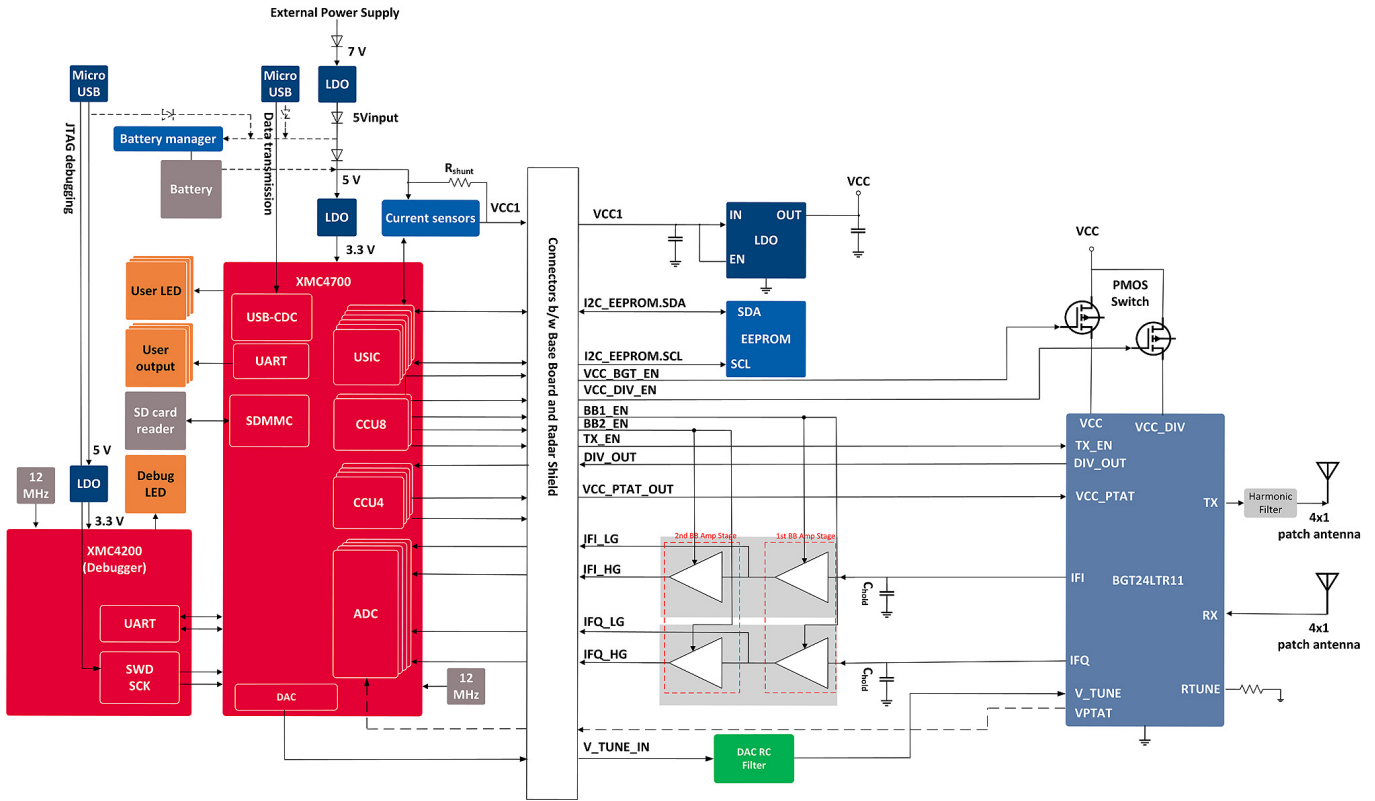 External Power Supply
7 V
Micro
USB
Micro
USB
LDO
5Vinput
Battery manager
Data transmission
JTAG debugging
Battery
5 V
Rshunt
LDO
Current sensors
VCC1
3.3 V
XMC4700
User LED
USB-CDC
User
output
UART
USIC
SD card
reader
SDMMC
CCU8
5 V
12
MHz
LDO
Debug
LED
CCU4
3.3 V
XMC4200
(Debugger)
UART
ADC
SWD
SCK
DAC
12
MHz
Connectors b/w Base Board and Radar Shield
VCC1
IN
OUT
LDO
EN
VCC
I2C_EEPROM.SDA
SDA
EEPROM
I2C_EEPROM.SCL
SCL
VCC_BGT_EN
VCC_DIV_EN
BB1_EN
BB2_EN
TX_EN
DIV_OUT
VCC_PTAT_OUT
VCC
PMOS
Switch
VCC
VCC_DIV
TX_EN
DIV_OUT
VCC_PTAT
TX
Harmonic
Filter
4x1
patch antenna
2nd BB Amp Stage
1st BB Amp Stage
IFI_LG
IFI_HG
Chold
IFI
BGT24LTR11
RX
4x1
patch antenna
IFQ_LG
IFQ_HG
Chold
IFQ
V_TUNE
RTUNE
VPTAT
V_TUNE_IN
DAC RC
Filter